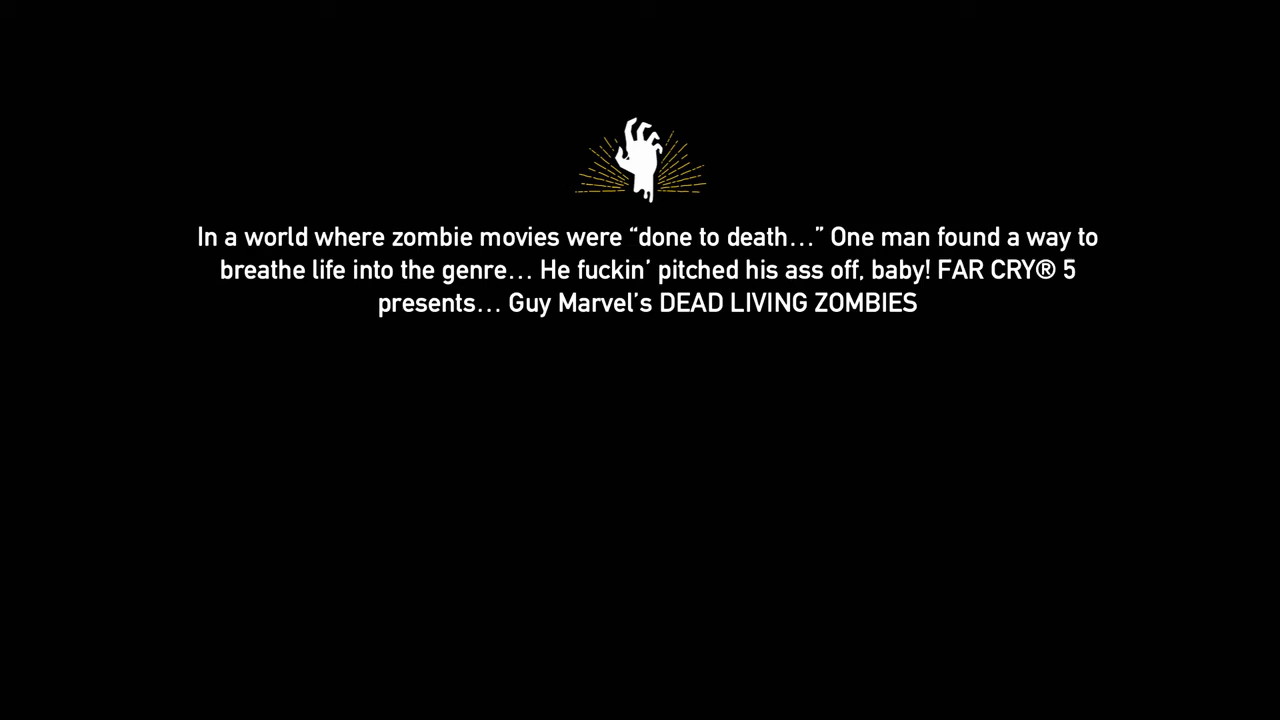 In a world where zombie movies were “done to death…” One man found a way to
breathe life into the genre… He fuckin’ pitched his ass off, baby! FAR CRY® 5
presents… Guy Marvel’s DEAD LIVING ZOMBIES